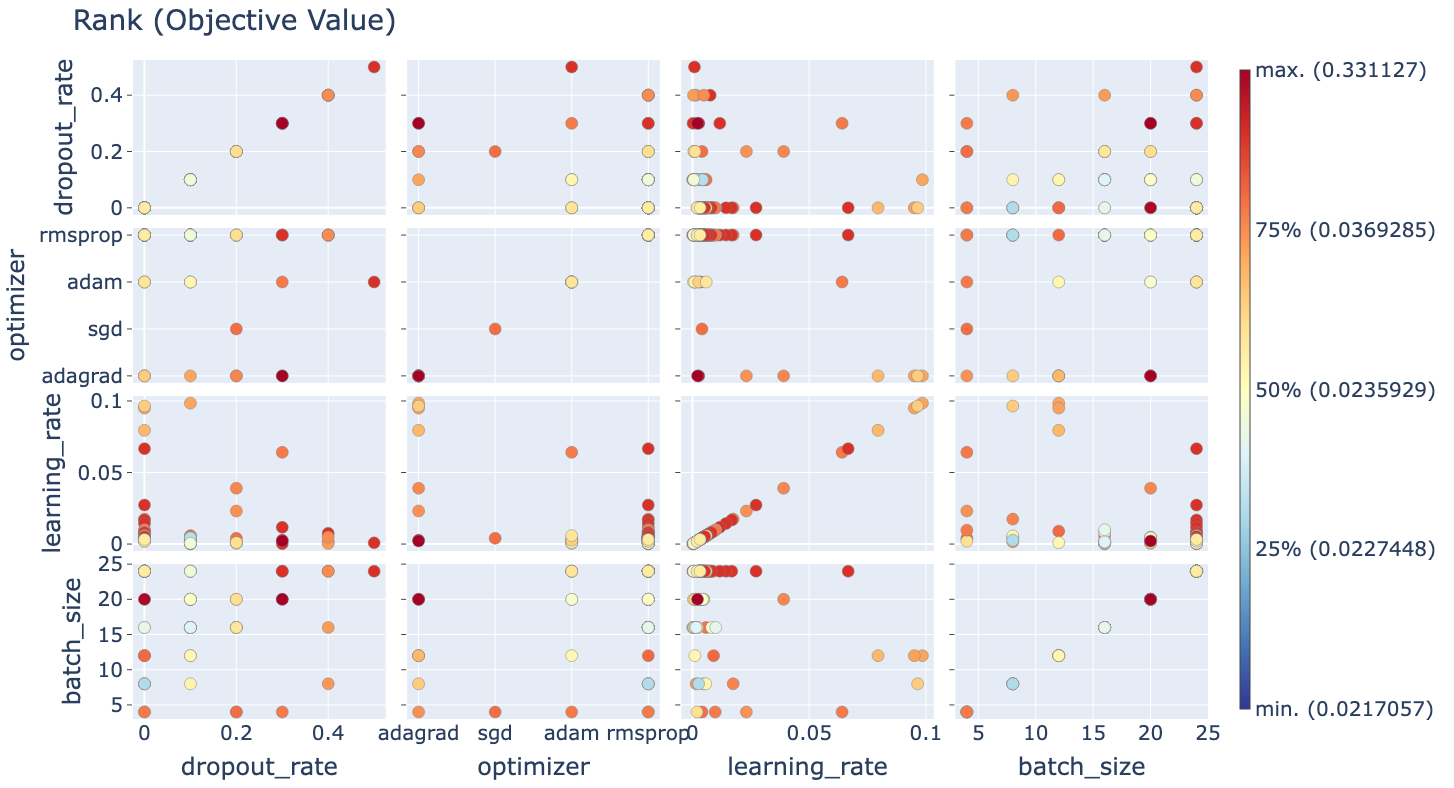 Rank (Objective Value)
dropout_rate
0.4
0.2
0
optimizer
rmsprop
adam
sgd
adagrad
learning_rate
0.1
0.05
0
batch_size
25
20
15
10
5
0 0.2 0.4
adagrad sgd adam rmsprop
0 0.05 0.1
5 10 15 20 25
dropout_rate optimizer learning_rate batch_size
max. (0.331127)
75% (0.0369285)
50% (0.0235929)
25% (0.0227448)
min. (0.0217057)